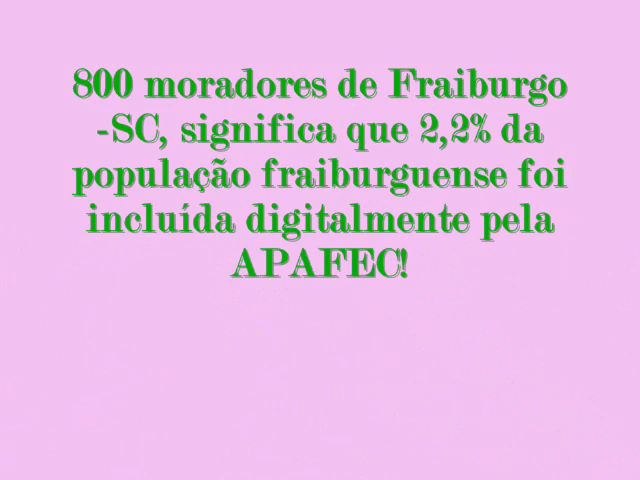 800 moradores de Fraiburgo
-SC, significa que 2,2% da
população fraiburguense foi
incluída digitalmente pela
APAFEC!